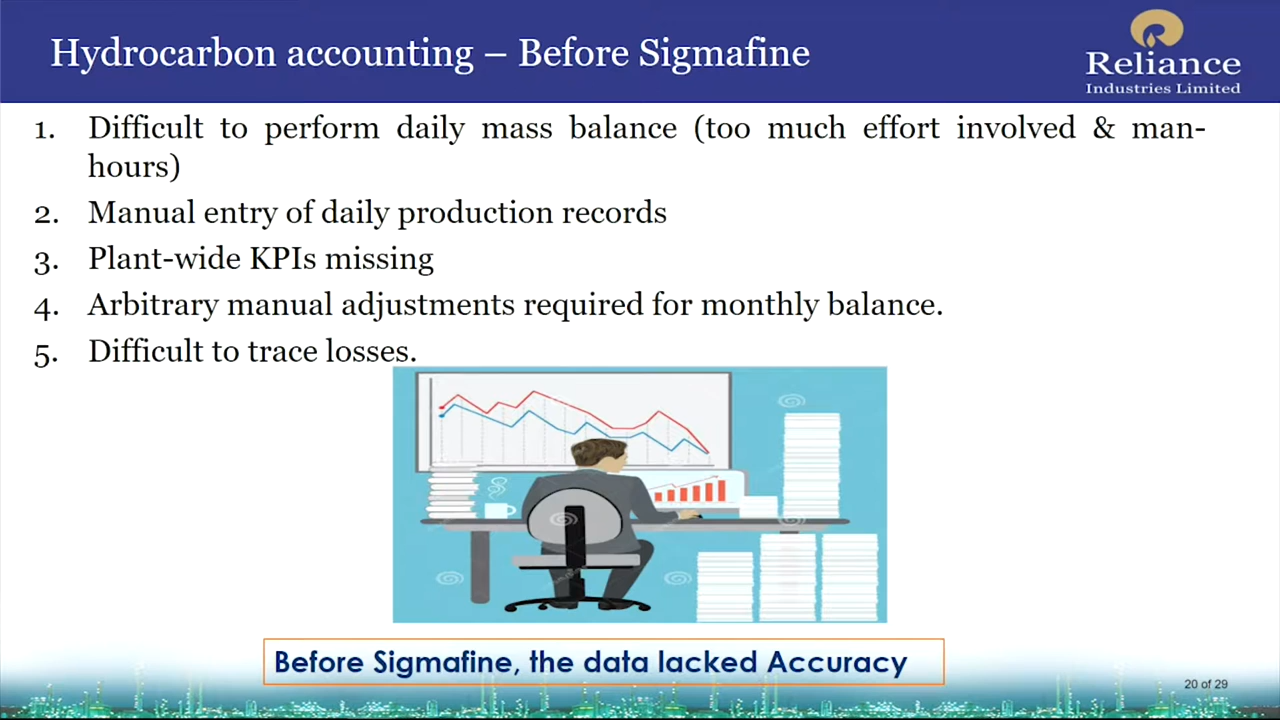 Hydrocarbon accounting – Before Sigmafine
Reliance
Industries Limited
1. Difficult to perform daily mass balance (too much effort involved & man-
hours)
2. Manual entry of daily production records
3. Plant-wide KPIs missing
4. Arbitrary manual adjustments required for monthly balance.
5. Difficult to trace losses.
Before Sigmafine, the data lacked Accuracy
20 of 29